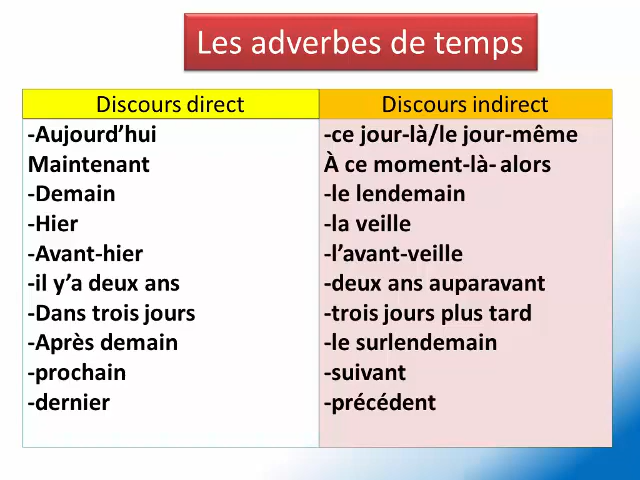 Les adverbes de temps
Discours direct
Discours indirect
-Aujourd’hui
-ce jour-là/le jour-même
Maintenant
À ce moment-là- alors
-Demain
-le lendemain
-Hier
-la veille
-Avant-hier
-l’avant-veille
-il y’a deux ans
-deux ans auparavant
-Dans trois jours
-trois jours plus tard
-Après demain
-le surlendemain
-prochain
-suivant
-dernier
-précédent